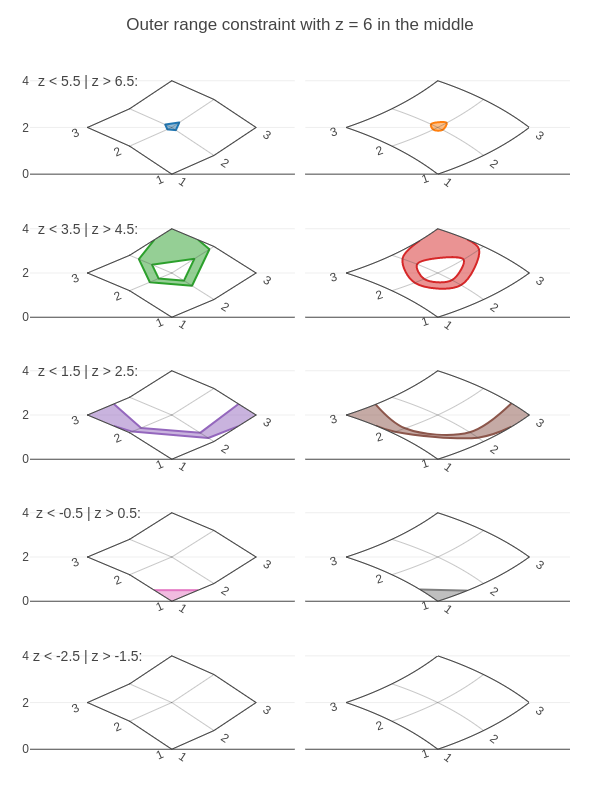 Outer range constraint with z = 6 in the middle
4 z < 5.5 | z > 6.5:
2
0
3 2 1 1 2 3
3 2 1 1 2 3
4 z < 3.5 | z > 4.5:
2
0
3 2 1 1 2 3
3 2 1 1 2 3
4 z < 1.5 | z > 2.5:
2
0
3 2 1 1 2 3
3 2 1 1 2 3
4 z < -0.5 | z > 0.5:
2
0
3 2 1 1 2 3
3 2 1 1 2 3
4 z < -2.5 | z > -1.5:
2
0
3 2 1 1 2 3
3 2 1 1 2 3